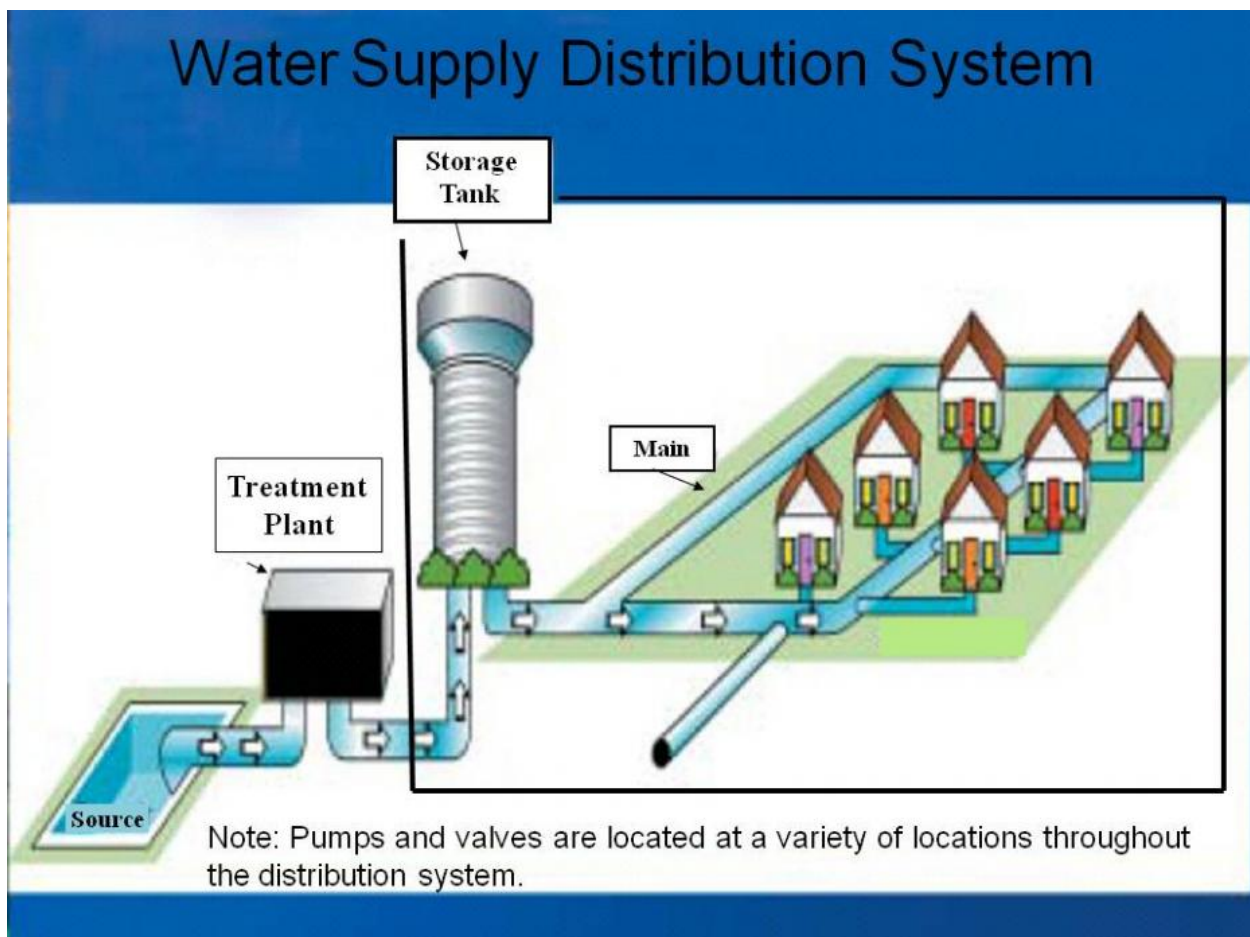 Water Supply Distribution System
Storage
Tank
Main
Treatment
Plant
Source
Note: Pumps and valves are located at a variety of locations throughout
the distribution system.